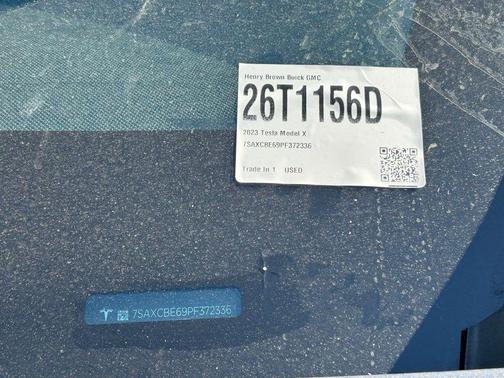 Henry Brown Buick GMC
26T1156D
2023 Tesla Model X
7SAXCBE69PF372336
Trade In 1 USED
7SAXCBE69PF372336